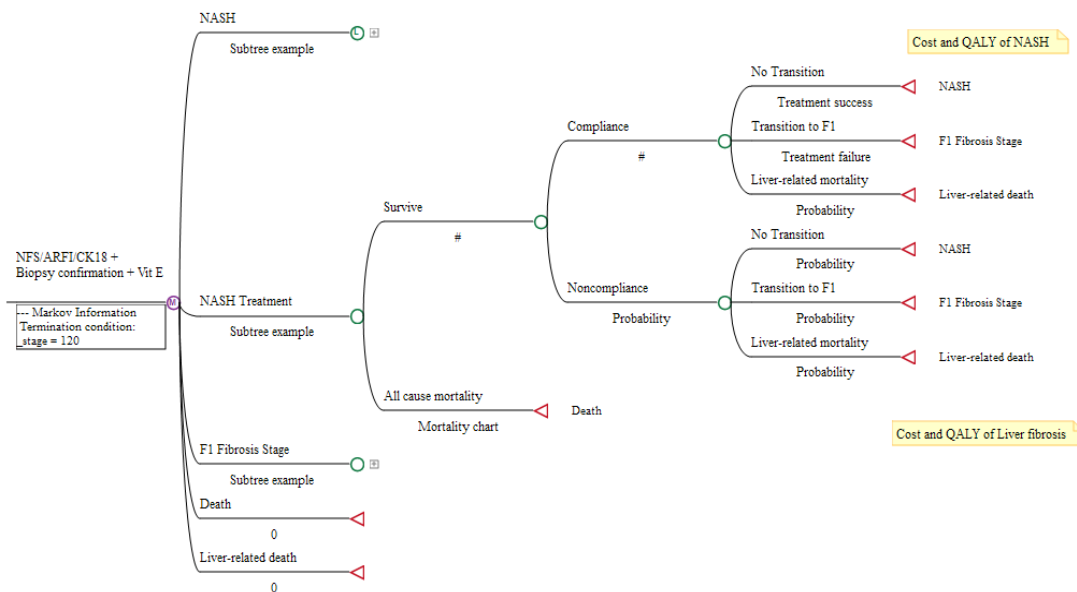 NASH
Subtree example
L
Cost and QALY of NASH
No Transition
NASH
Treatment success
Compliance
Transition to F1
F1 Fibrosis Stage
#
Treatment failure
Liver-related mortality
Liver-related death
Survive
Probability
#
No Transition
NASH
NFS/ARFI/CK18 +
Biopsy confirmation + Vit E
Probability
M
NASH Treatment
Noncompliance
Transition to F1
F1 Fibrosis Stage
--- Markov Information
Termination condition:
_stage = 120
Subtree example
Probability
Probability
Liver-related mortality
Liver-related death
Probability
All cause mortality
Death
Mortality chart
Cost and QALY of Liver fibrosis
F1 Fibrosis Stage
Subtree example
Death
0
Liver-related death
0